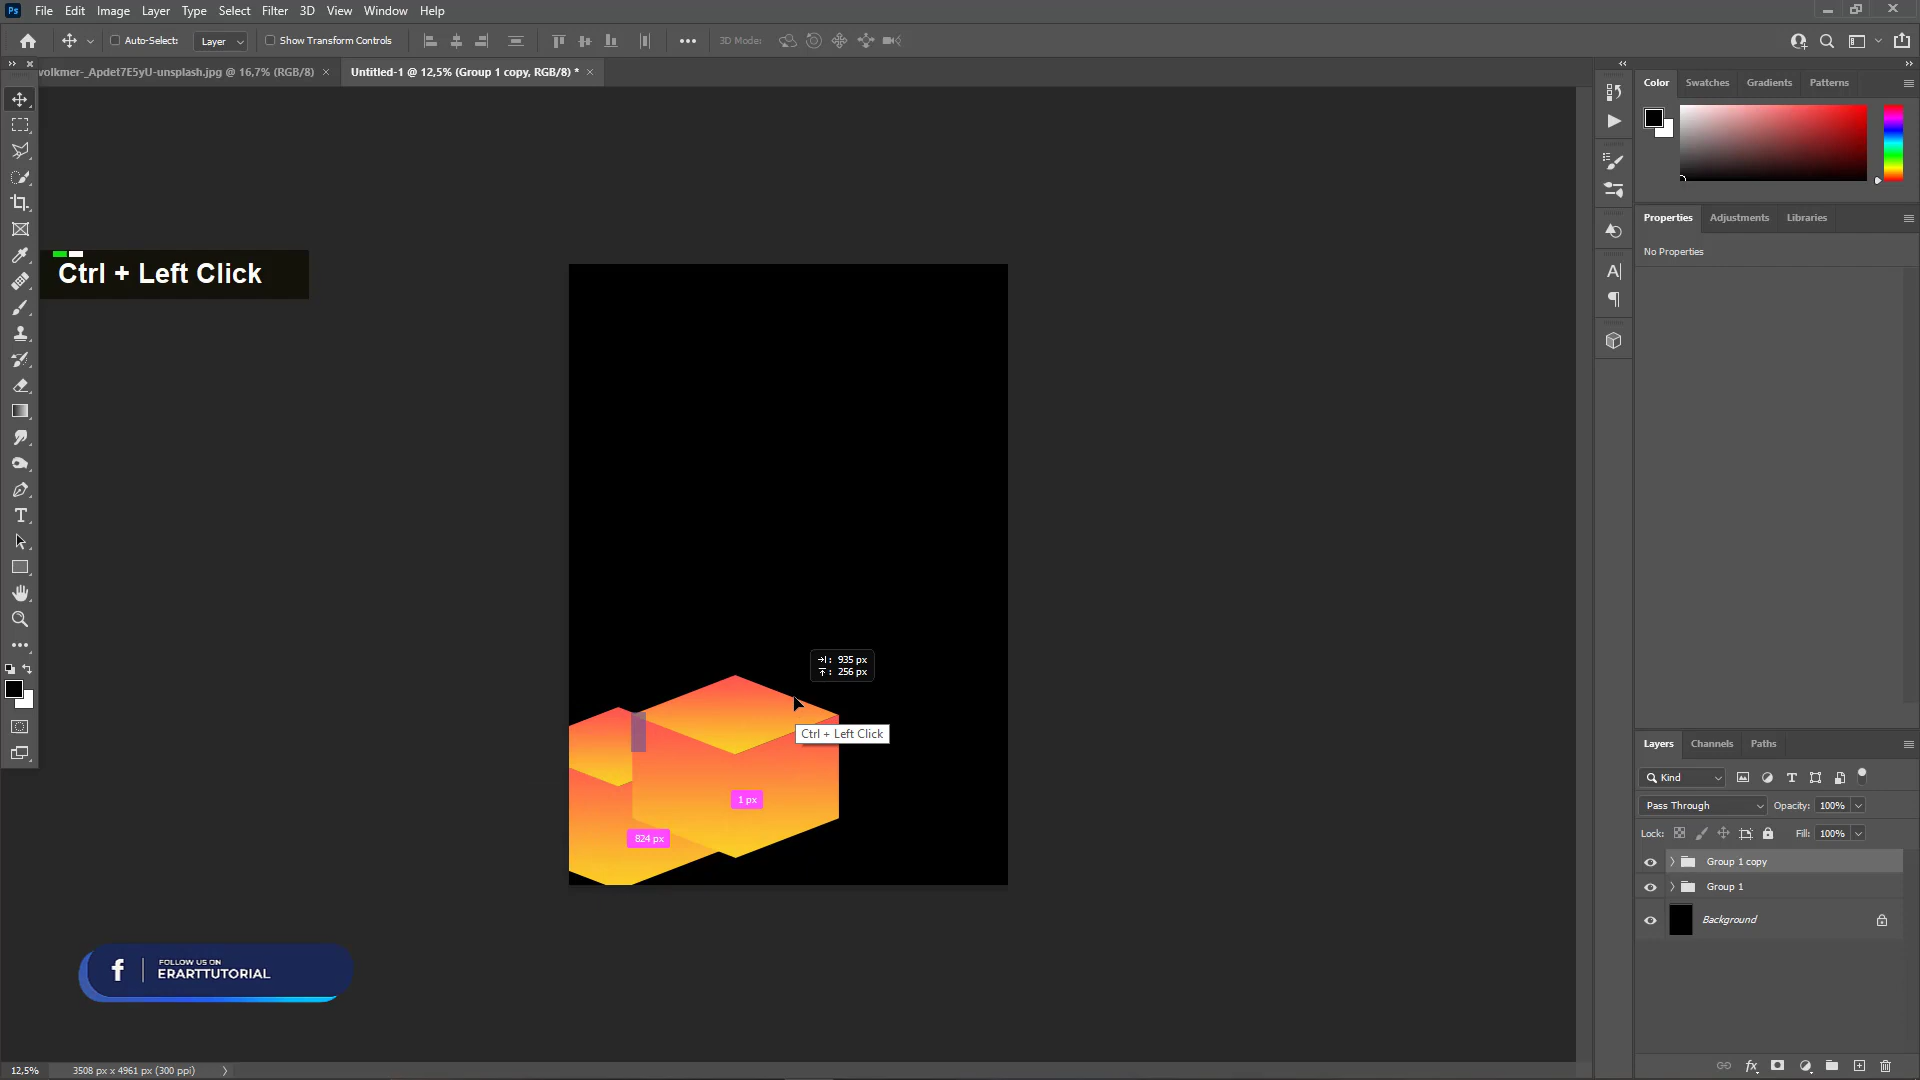 Ps File Edit Image Layer Type Select Filter 3D View Window Help
Auto-Select: Layer Show Transform Controls 3D Mode:
volkmer-_Apdet7E5yU-unsplash.jpg @ 16,7% (RGB/8) × Untitled-1 @ 12,5% (Group 1 copy, RGB/8) * ×
Color Swatches Gradients Patterns
Properties Adjustments Libraries
No Properties
Ctrl + Left Click
935 px
256 px
Ctrl + Left Click
1 px
824 px
Layers Channels Paths
Kind
Pass Through Opacity: 100%
Lock: Fill: 100%
Group 1 copy
Group 1
Background
f FOLLOW US ON
ERARTTUTORIAL
12,5% 3508 px x 4961 px (300 ppi)